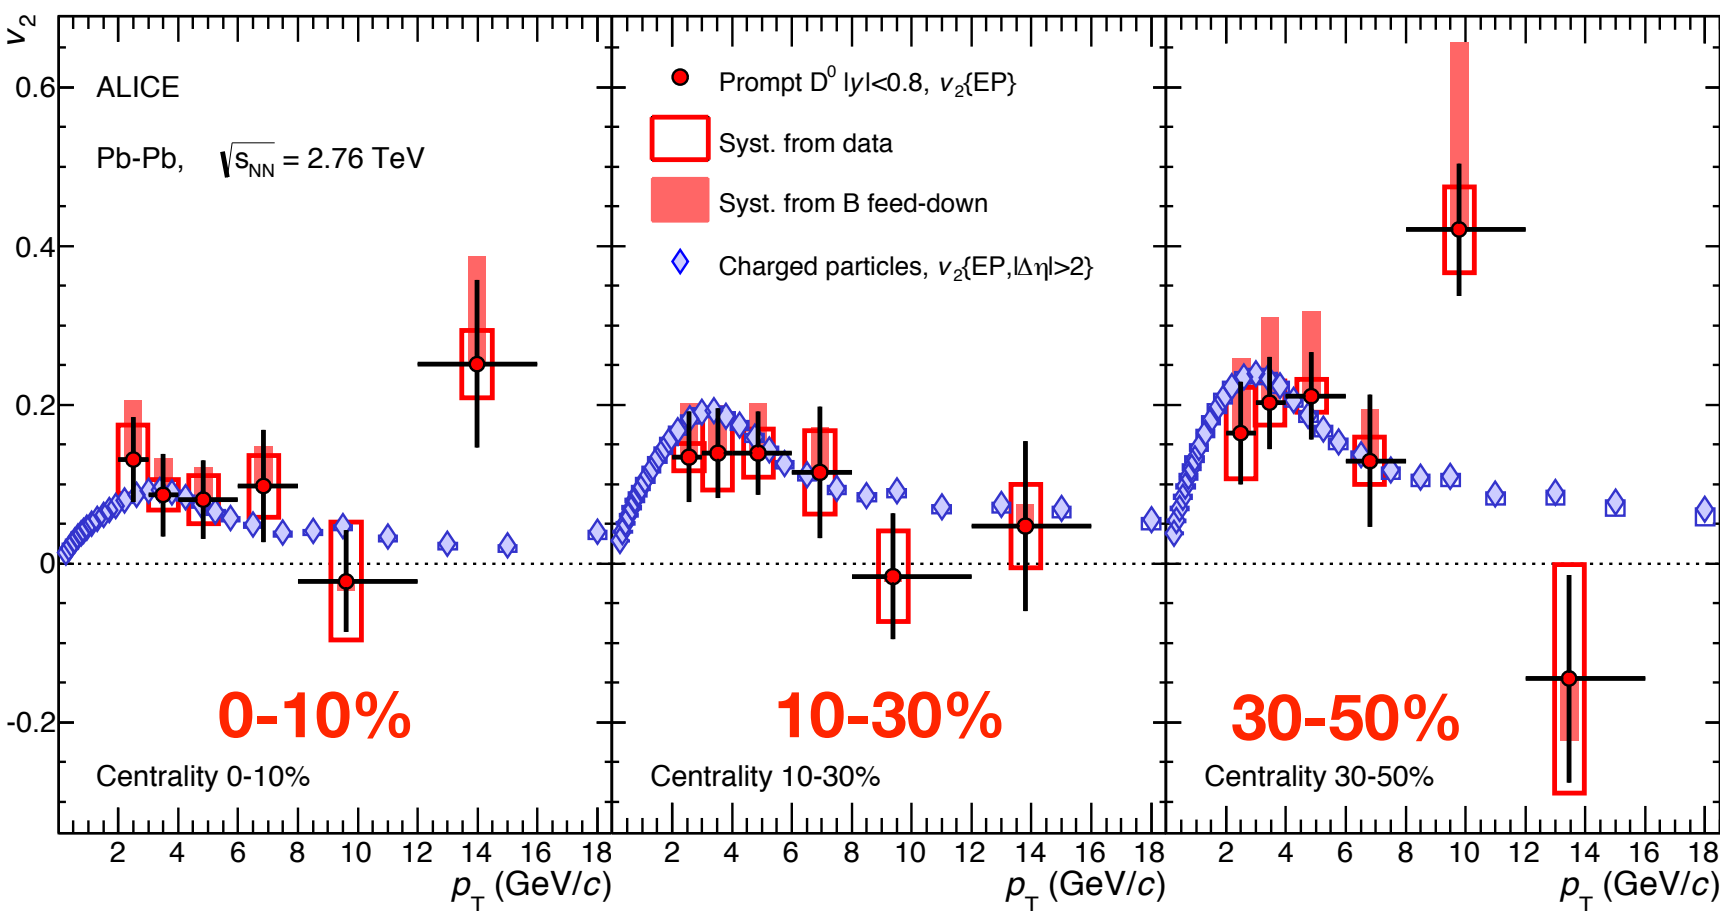 v₂
0.6
0.4
0.2
0
-0.2
ALICE
Pb-Pb, √s_NN = 2.76 TeV
0-10%
Centrality 0-10%
2 4 6 8 10 12 14 16 18
p_T (GeV/c)
Prompt D⁰ |y|<0.8, v₂{EP}
Syst. from data
Syst. from B feed-down
Charged particles, v₂{EP,|Δη|>2}
10-30%
Centrality 10-30%
2 4 6 8 10 12 14 16 18
p_T (GeV/c)
30-50%
Centrality 30-50%
2 4 6 8 10 12 14 16 18
p_T (GeV/c)